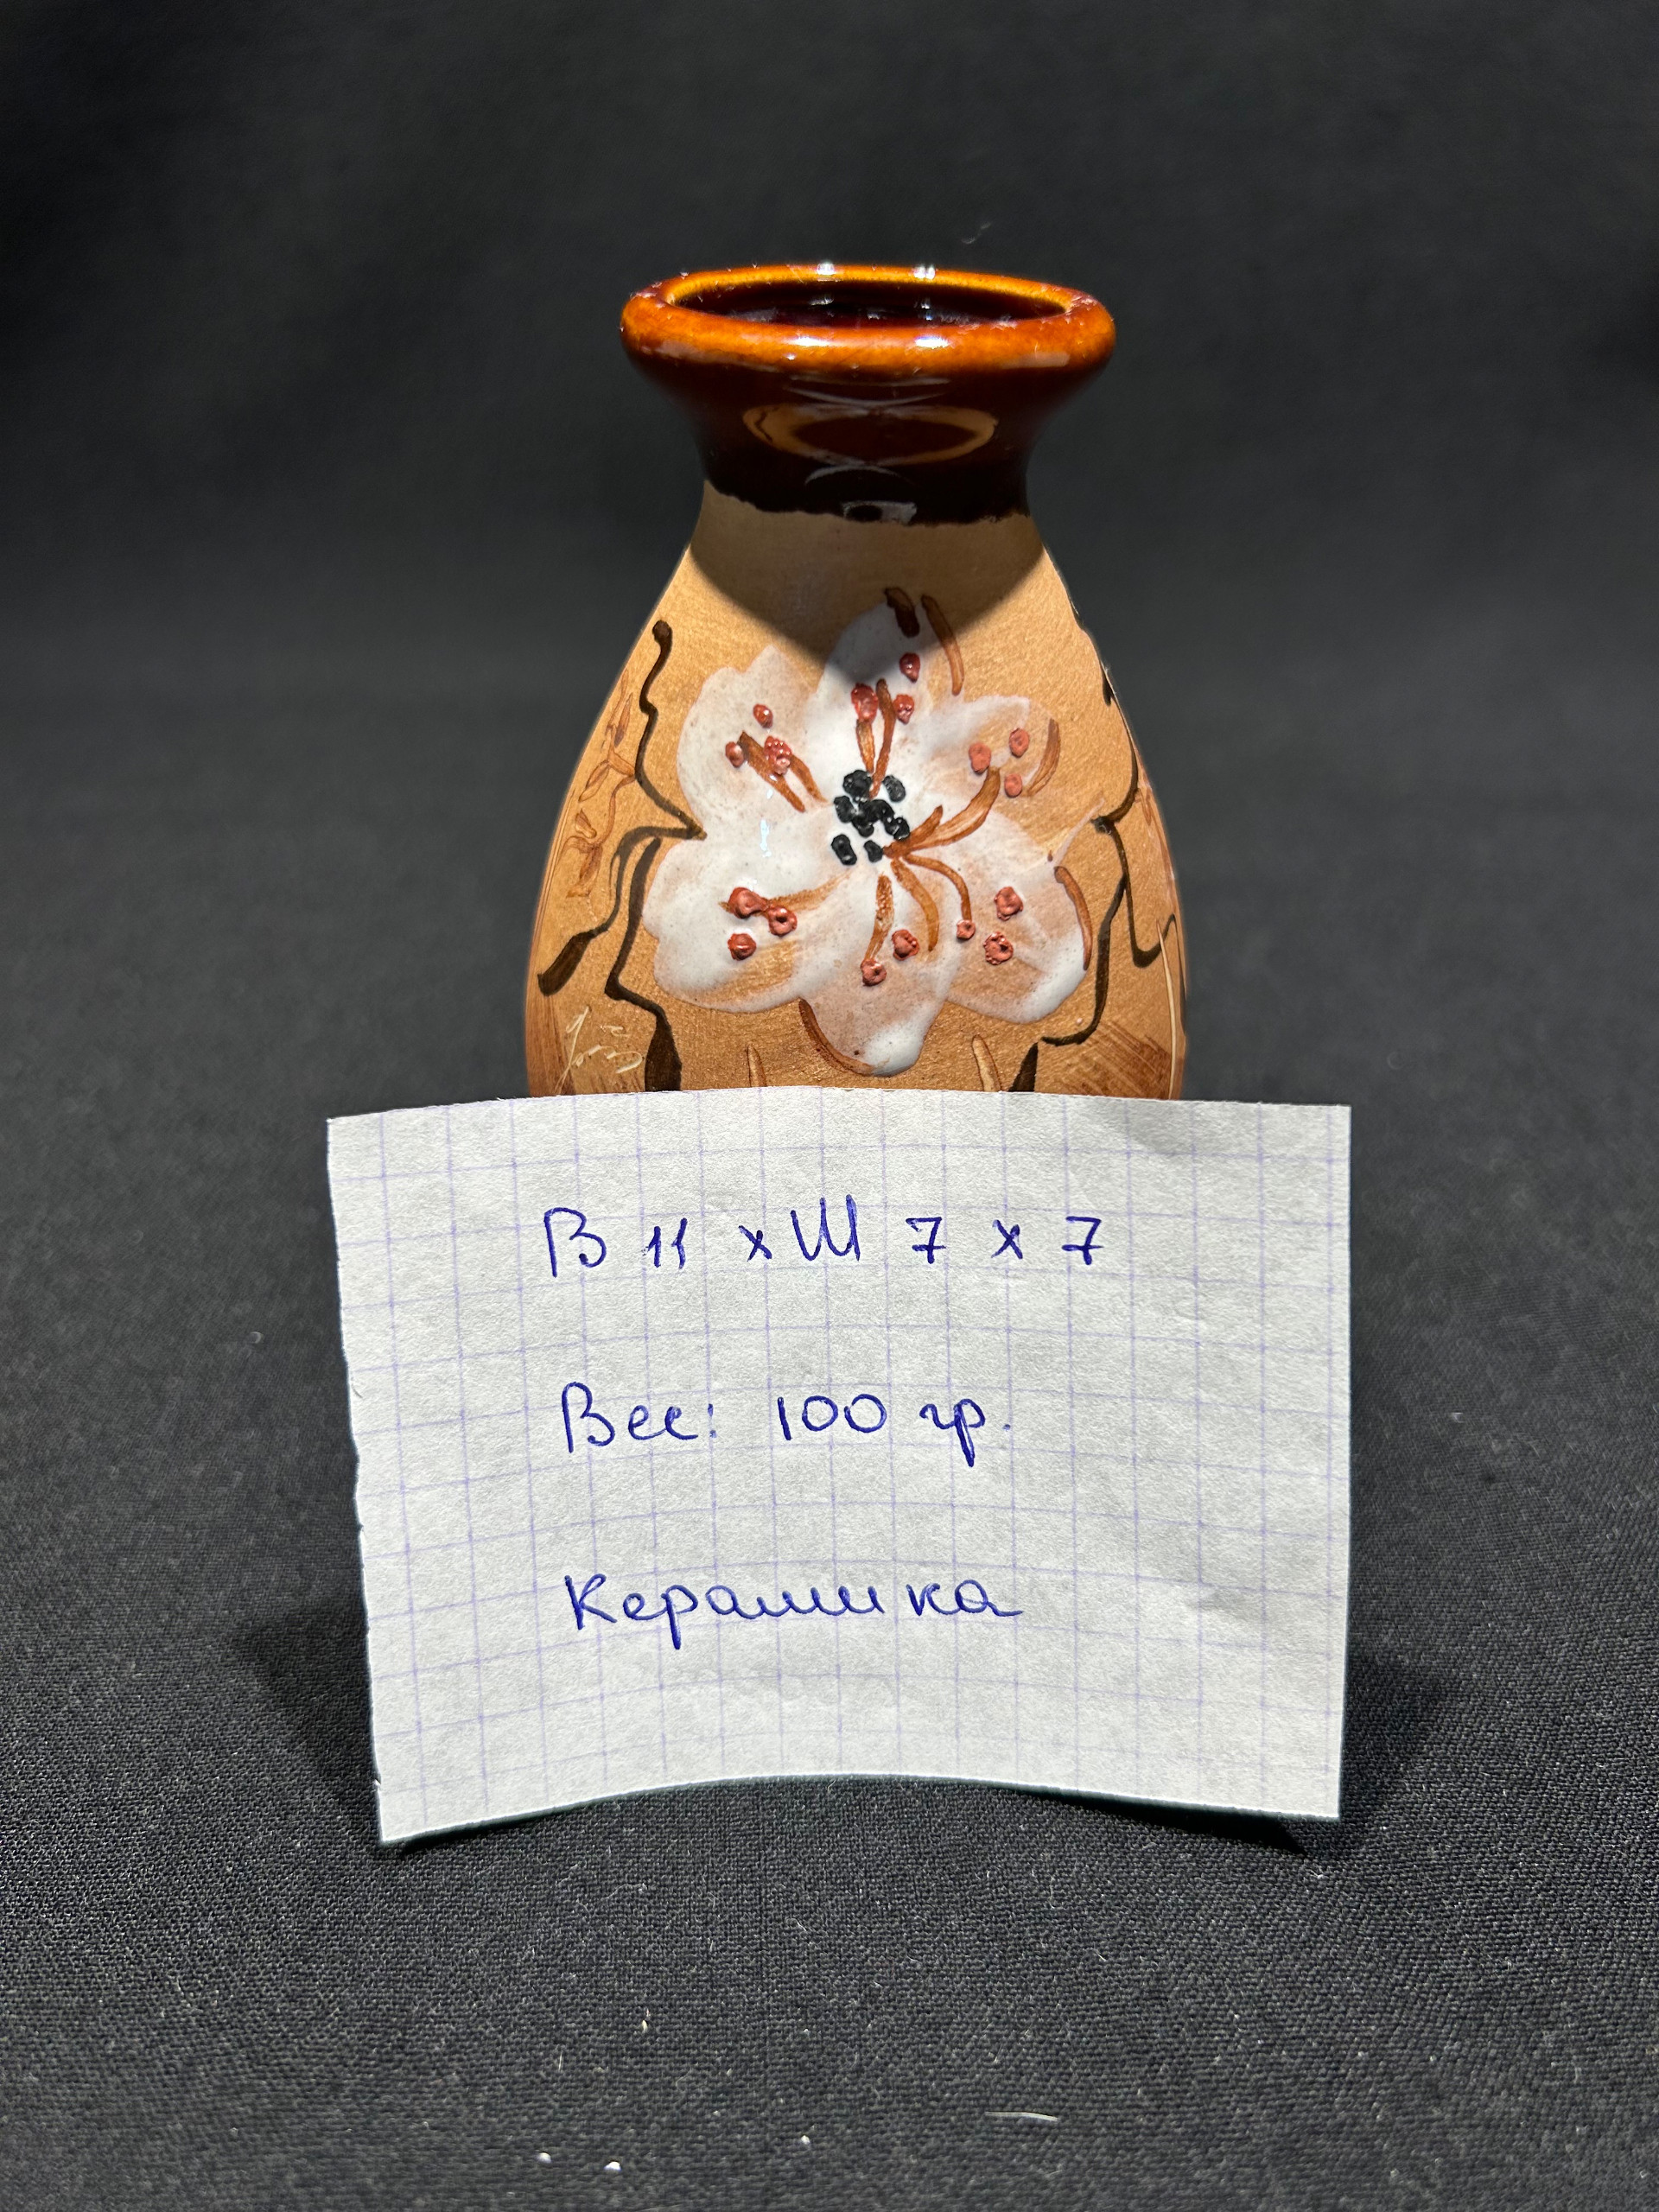 В 11 х Ш 7 х 7
Вес: 100 гр.
Керамика